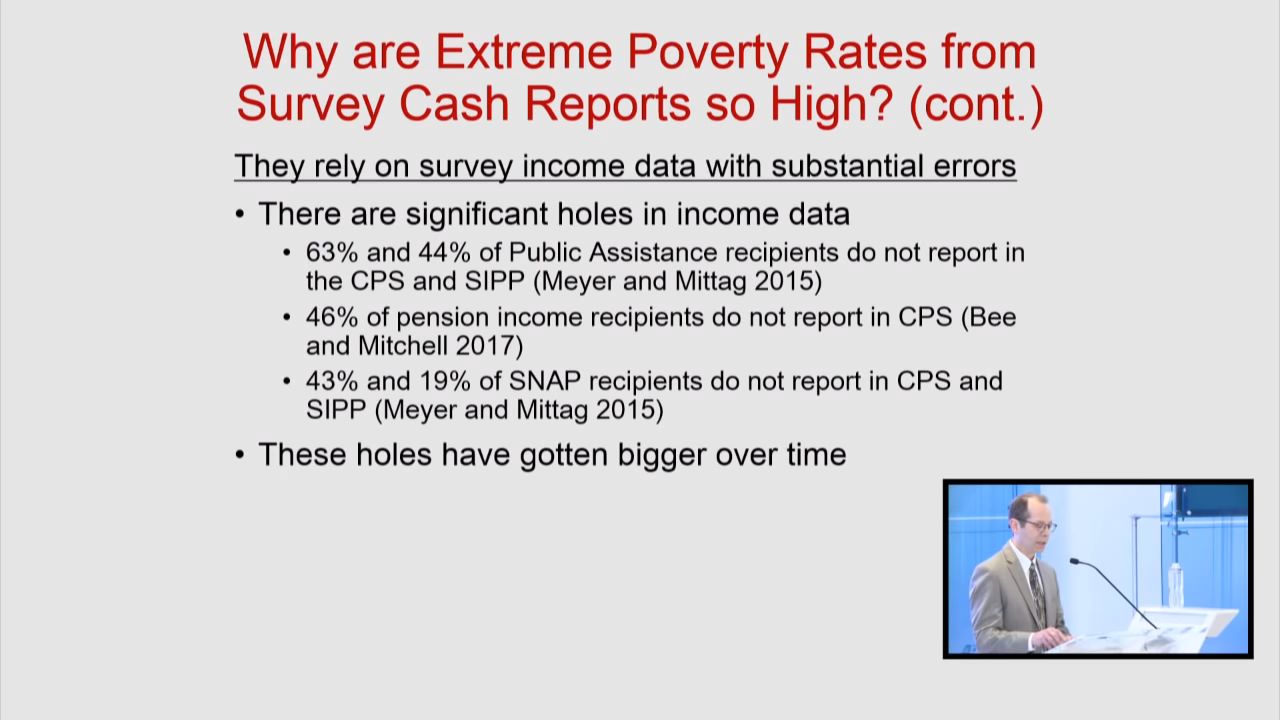 Why are Extreme Poverty Rates from
Survey Cash Reports so High? (cont.)
They rely on survey income data with substantial errors
• There are significant holes in income data
• 63% and 44% of Public Assistance recipients do not report in
the CPS and SIPP (Meyer and Mittag 2015)
• 46% of pension income recipients do not report in CPS (Bee
and Mitchell 2017)
• 43% and 19% of SNAP recipients do not report in CPS and
SIPP (Meyer and Mittag 2015)
• These holes have gotten bigger over time